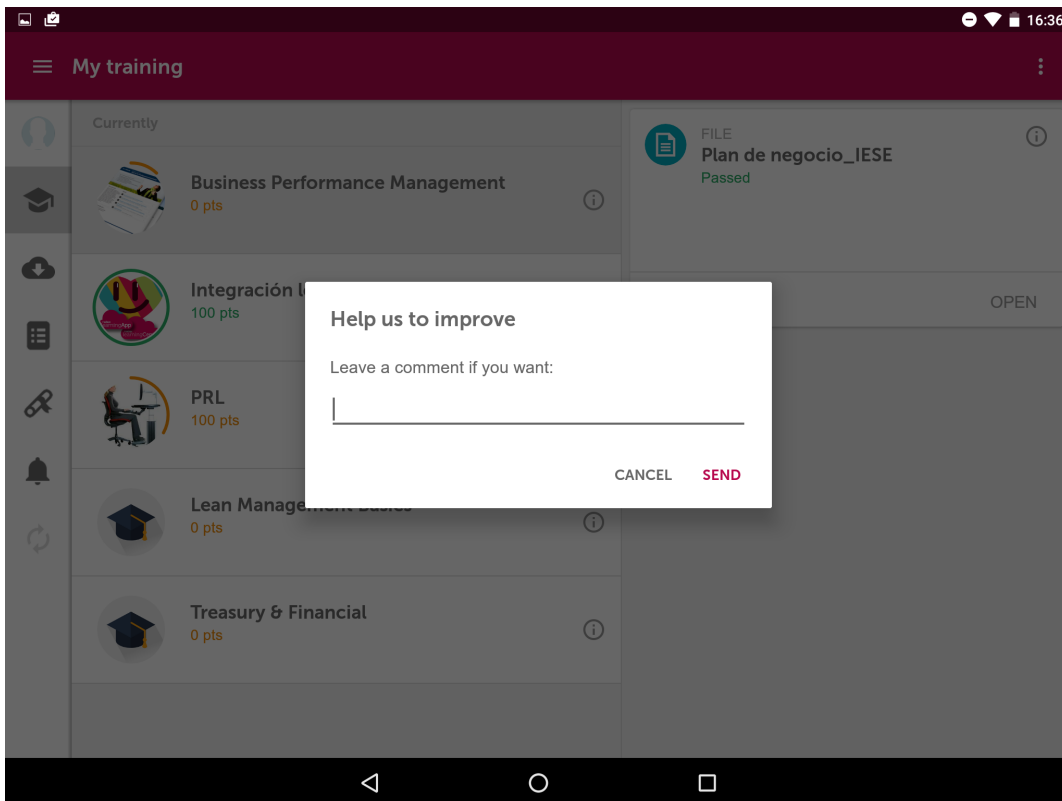 16:36
My training
Currently
Business Performance Management
0 pts
Integración l
100 pts
PRL
100 pts
Lean Management Basics
0 pts
Treasury & Financial
0 pts
FILE
Plan de negocio_IESE
Passed
OPEN
Help us to improve
Leave a comment if you want:
CANCEL SEND